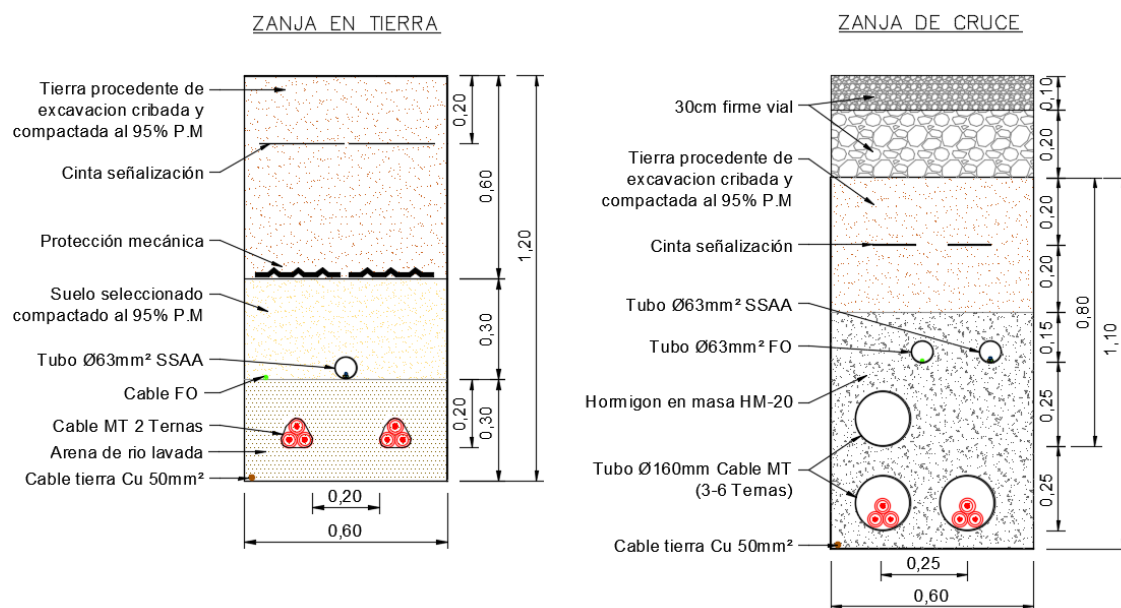 ZANJA EN TIERRA
Tierra procedente de
excavacion cribada y
compactada al 95% P.M
Cinta señalización
Protección mecánica
Suelo seleccionado
compactado al 95% P.M
Tubo Ø63mm² SSAA
Cable FO
Cable MT 2 Ternas
Arena de rio lavada
Cable tierra Cu 50mm²
0,20
0,60
1,20
0,30
0,20
0,30
0,20
0,60
ZANJA DE CRUCE
30cm firme vial
Tierra procedente de
excavacion cribada y
compactada al 95% P.M
Cinta señalización
Tubo Ø63mm² SSAA
Tubo Ø63mm² FO
Hormigon en masa HM-20
Tubo Ø160mm Cable MT
(3-6 Ternas)
Cable tierra Cu 50mm²
0,10
0,20
0,20
0,20
0,80
0,15
1,10
0,25
0,25
0,25
0,60